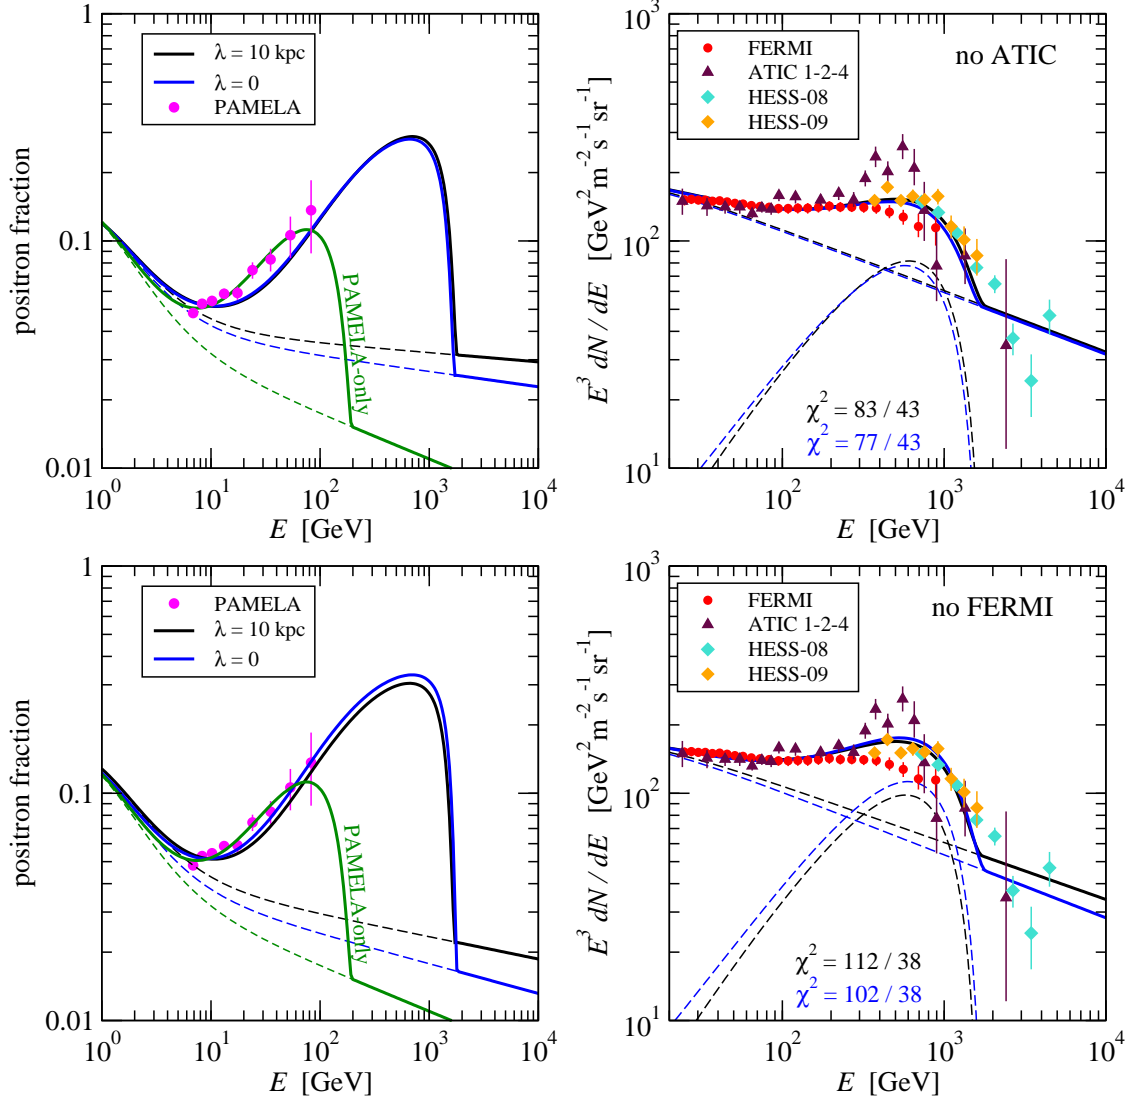 1
λ = 10 kpc
λ = 0
PAMELA
positron fraction
0.1
PAMELA-only
0.01
10^0 10^1 10^2 10^3 10^4
E [GeV]
10^3
FERMI
ATIC 1-2-4
HESS-08
HESS-09
no ATIC
E^3 dN / dE [GeV^2 m^-2 s^-1 sr^-1]
10^2
χ^2 = 83 / 43
χ^2 = 77 / 43
10^1
10^2 10^3 10^4
E [GeV]
1
PAMELA
λ = 10 kpc
λ = 0
positron fraction
0.1
PAMELA-only
0.01
10^0 10^1 10^2 10^3 10^4
E [GeV]
10^3
FERMI
ATIC 1-2-4
HESS-08
HESS-09
no FERMI
E^3 dN / dE [GeV^2 m^-2 s^-1 sr^-1]
10^2
χ^2 = 112 / 38
χ^2 = 102 / 38
10^1
10^2 10^3 10^4
E [GeV]